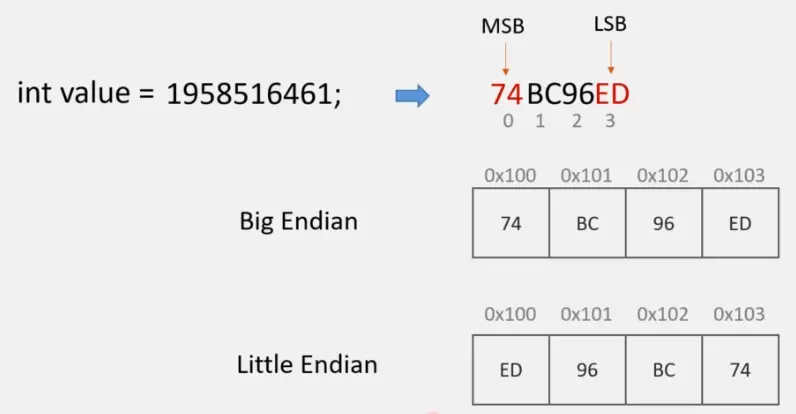 MSB LSB
int value = 1958516461; 74BC96ED
0 1 2 3
0x100 0x101 0x102 0x103
Big Endian 74 BC 96 ED
0x100 0x101 0x102 0x103
Little Endian ED 96 BC 74